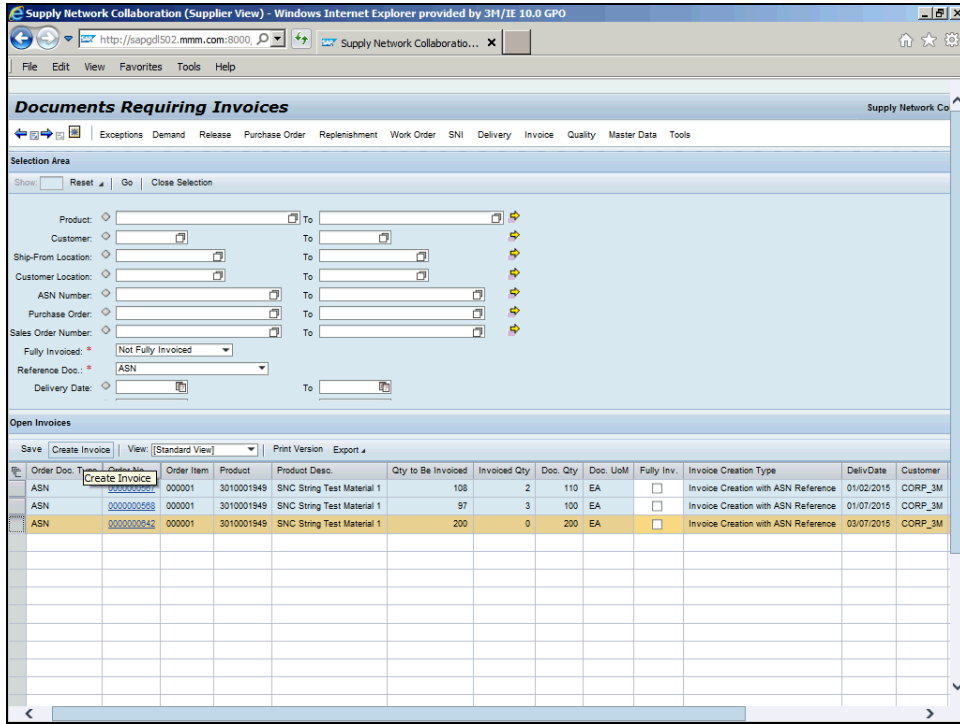 Supply Network Collaboration (Supplier View) - Windows Internet Explorer provided by 3M/IE 10.0 GPO
http://sapgdl502.mmm.com:8000, Supply Network Collaboratio... X
File Edit View Favorites Tools Help
Documents Requiring Invoices Supply Network Co
Exceptions Demand Release Purchase Order Replenishment Work Order SNI Delivery Invoice Quality Master Data Tools
Selection Area
Show: Reset Go Close Selection
Product: To
Customer: To
Ship-From Location: To
Customer Location: To
ASN Number: To
Purchase Order: To
Sales Order Number: To
Fully Invoiced: * Not Fully Invoiced
Reference Doc.: * ASN
Delivery Date: To
Open Invoices
Save Create Invoice View: [Standard View] Print Version Export
Order Doc. Type Order No. Order Item Product Product Desc. Qty to Be Invoiced Invoiced Qty Doc. Qty Doc. UoM Fully Inv. Invoice Creation Type DelivDate Customer
Create Invoice
ASN 0000000567 000001 3010001949 SNC String Test Material 1 108 2 110 EA Invoice Creation with ASN Reference 01/02/2015 CORP_3M
ASN 0000000568 000001 3010001949 SNC String Test Material 1 97 3 100 EA Invoice Creation with ASN Reference 01/07/2015 CORP_3M
ASN 0000000642 000001 3010001949 SNC String Test Material 1 200 0 200 EA Invoice Creation with ASN Reference 03/07/2015 CORP_3M